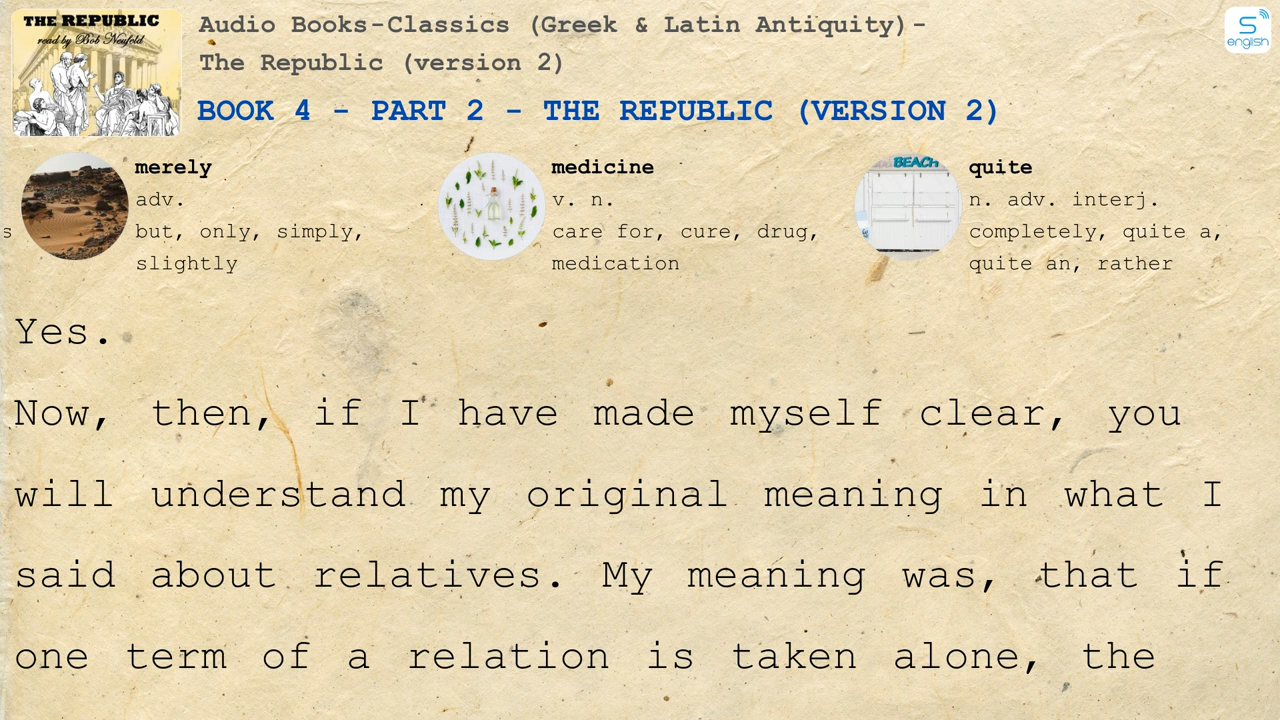 THE REPUBLIC
read by Bob Neufeld
Audio Books-Classics (Greek & Latin Antiquity)-
The Republic (version 2)
S
english
BOOK 4 - PART 2 - THE REPUBLIC (VERSION 2)
s
merely
adv.
but, only, simply,
slightly
medicine
v. n.
care for, cure, drug,
medication
BEACH
quite
n. adv. interj.
completely, quite a,
quite an, rather
Yes.
Now, then, if I have made myself clear, you
will understand my original meaning in what I
said about relatives. My meaning was, that if
one term of a relation is taken alone, the